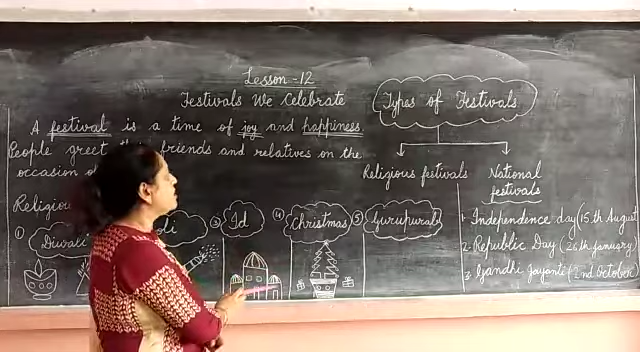 Lesson-12
Festivals We Celebrate
A festival is a time of joy and happiness.
People greet friends and relatives on the
occasion
Types of Festivals
Religious festivals
National festivals
1. Independence day (15th August
2. Republic Day (26th January)
3. Gandhi Jayanti (2nd October)
① Diwali
③ Id
④ Christmas
⑤ Gurupurab